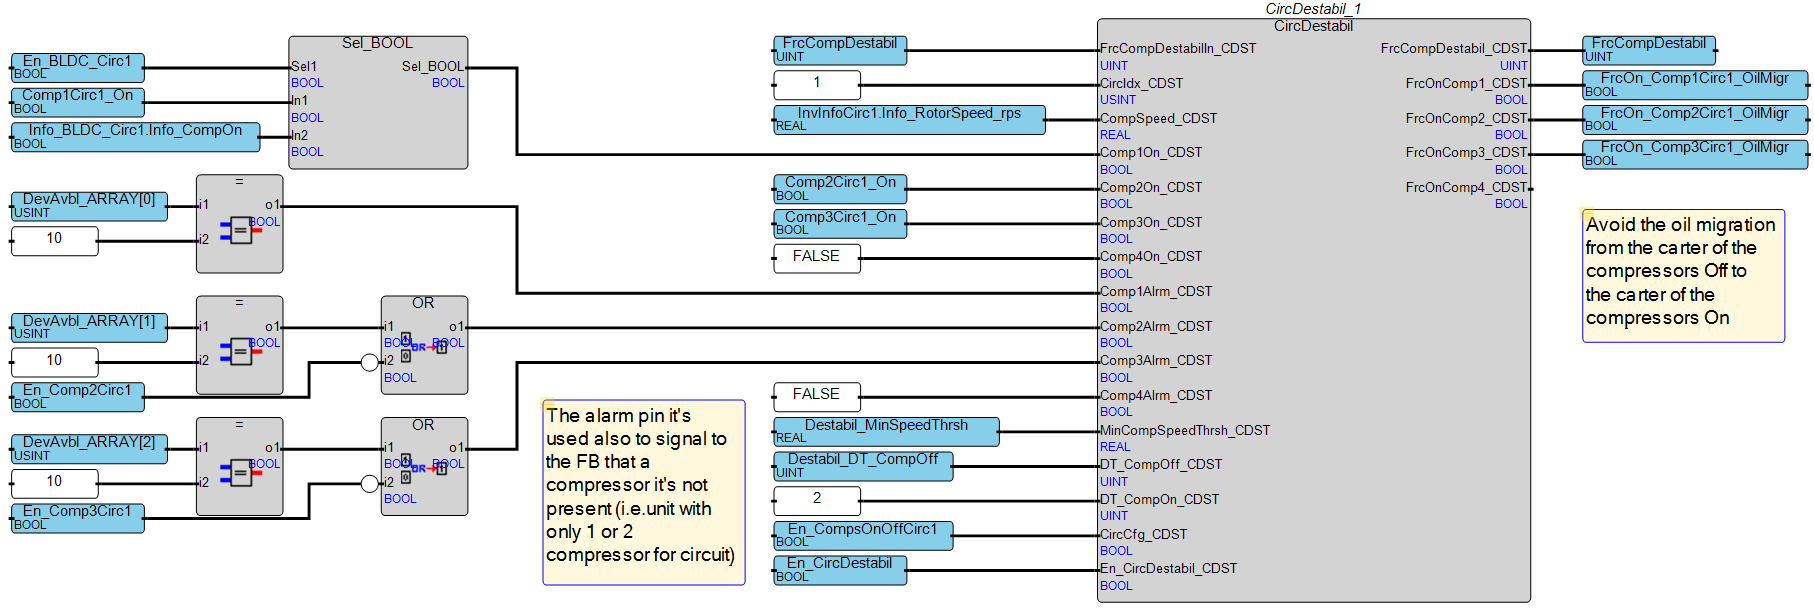 En_BLDC_Circ1
BOOL
Comp1Circ1_On
BOOL
Info_BLDC_Circ1.Info_CompOn
BOOL
Sel_BOOL
Sel1
BOOL
In1
BOOL
In2
BOOL
Sel_BOOL
BOOL
DevAvbl_ARRAY[0]
USINT
10
=
i1
i2
o1
BOOL
DevAvbl_ARRAY[1]
USINT
10
En_Comp2Circ1
BOOL
=
i1
i2
o1
BOOL
OR
i1
BOOL
i2
BOOL
o1
BOOL
OR
DevAvbl_ARRAY[2]
USINT
10
En_Comp3Circ1
BOOL
=
i1
i2
o1
BOOL
OR
i1
BOOL
i2
BOOL
o1
BOOL
OR
The alarm pin it's
used also to signal to
the FB that a
compressor it's not
present (i.e.unit with
only 1 or 2
compressor for circuit)
FrcCompDestabil
UINT
1
InvInfoCirc1.Info_RotorSpeed_rps
REAL
Comp2Circ1_On
BOOL
Comp3Circ1_On
BOOL
FALSE
FALSE
Destabil_MinSpeedThrsh
REAL
Destabil_DT_CompOff
UINT
2
En_CompsOnOffCirc1
BOOL
En_CircDestabil
BOOL
CircDestabil_1
CircDestabil
FrcCompDestabilIn_CDST
UINT
CircIdx_CDST
USINT
CompSpeed_CDST
REAL
Comp1On_CDST
BOOL
Comp2On_CDST
BOOL
Comp3On_CDST
BOOL
Comp4On_CDST
BOOL
Comp1Alrm_CDST
BOOL
Comp2Alrm_CDST
BOOL
Comp3Alrm_CDST
BOOL
Comp4Alrm_CDST
BOOL
MinCompSpeedThrsh_CDST
REAL
DT_CompOff_CDST
UINT
DT_CompOn_CDST
UINT
CircCfg_CDST
BOOL
En_CircDestabil_CDST
BOOL
FrcCompDestabil_CDST
UINT
FrcOnComp1_CDST
BOOL
FrcOnComp2_CDST
BOOL
FrcOnComp3_CDST
BOOL
FrcOnComp4_CDST
BOOL
FrcCompDestabil
UINT
FrcOn_Comp1Circ1_OilMigr
BOOL
FrcOn_Comp2Circ1_OilMigr
BOOL
FrcOn_Comp3Circ1_OilMigr
BOOL
Avoid the oil migration
from the carter of the
compressors Off to
the carter of the
compressors On